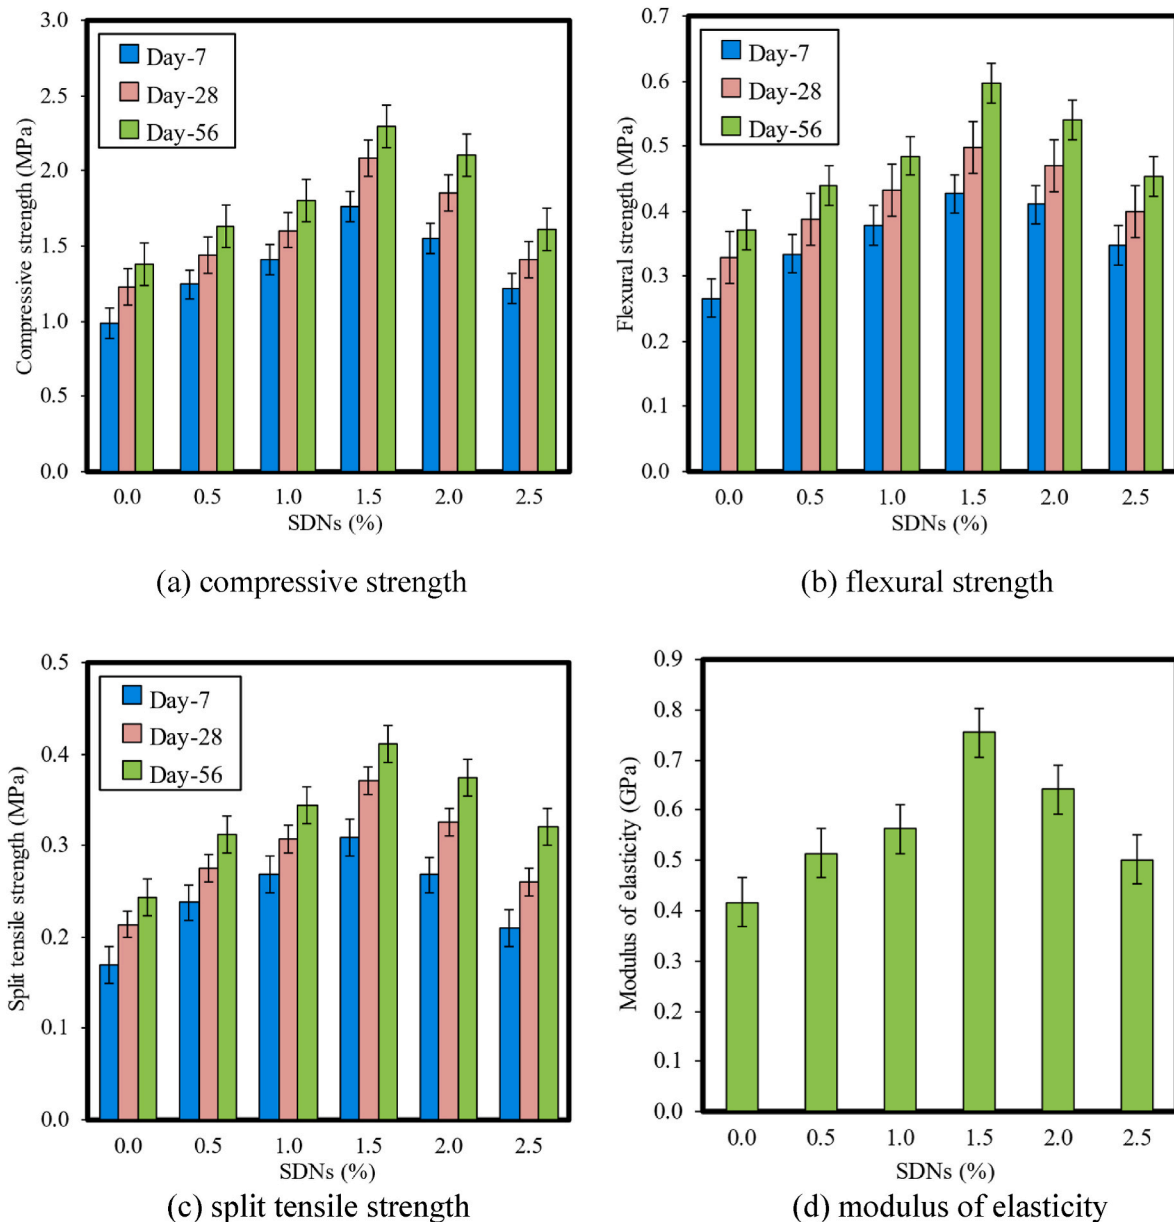 Compressive strength (MPa)
3.0
2.5
2.0
1.5
1.0
0.5
0.0
Day-7
Day-28
Day-56
0.0 0.5 1.0 1.5 2.0 2.5
SDNs (%)
(a) compressive strength
Flexural strength (MPa)
0.7
0.6
0.5
0.4
0.3
0.2
0.1
0.0
Day-7
Day-28
Day-56
0.0 0.5 1.0 1.5 2.0 2.5
SDNs (%)
(b) flexural strength
Split tensile strength (MPa)
0.5
0.4
0.3
0.2
0.1
0.0
Day-7
Day-28
Day-56
0.0 0.5 1.0 1.5 2.0 2.5
SDNs (%)
(c) split tensile strength
Modulus of elasticity (GPa)
0.9
0.8
0.7
0.6
0.5
0.4
0.3
0.2
0.1
0.0
0.0 0.5 1.0 1.5 2.0 2.5
SDNs (%)
(d) modulus of elasticity